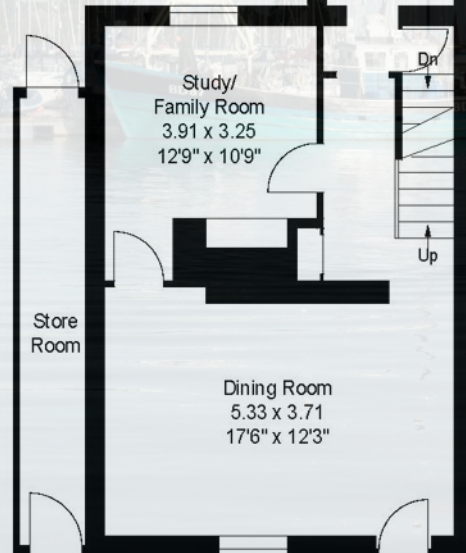 Study/
Family Room
3.91 x 3.25
12'9" x 10'9"
Dn
Up
Store
Room
Dining Room
5.33 x 3.71
17'6" x 12'3"